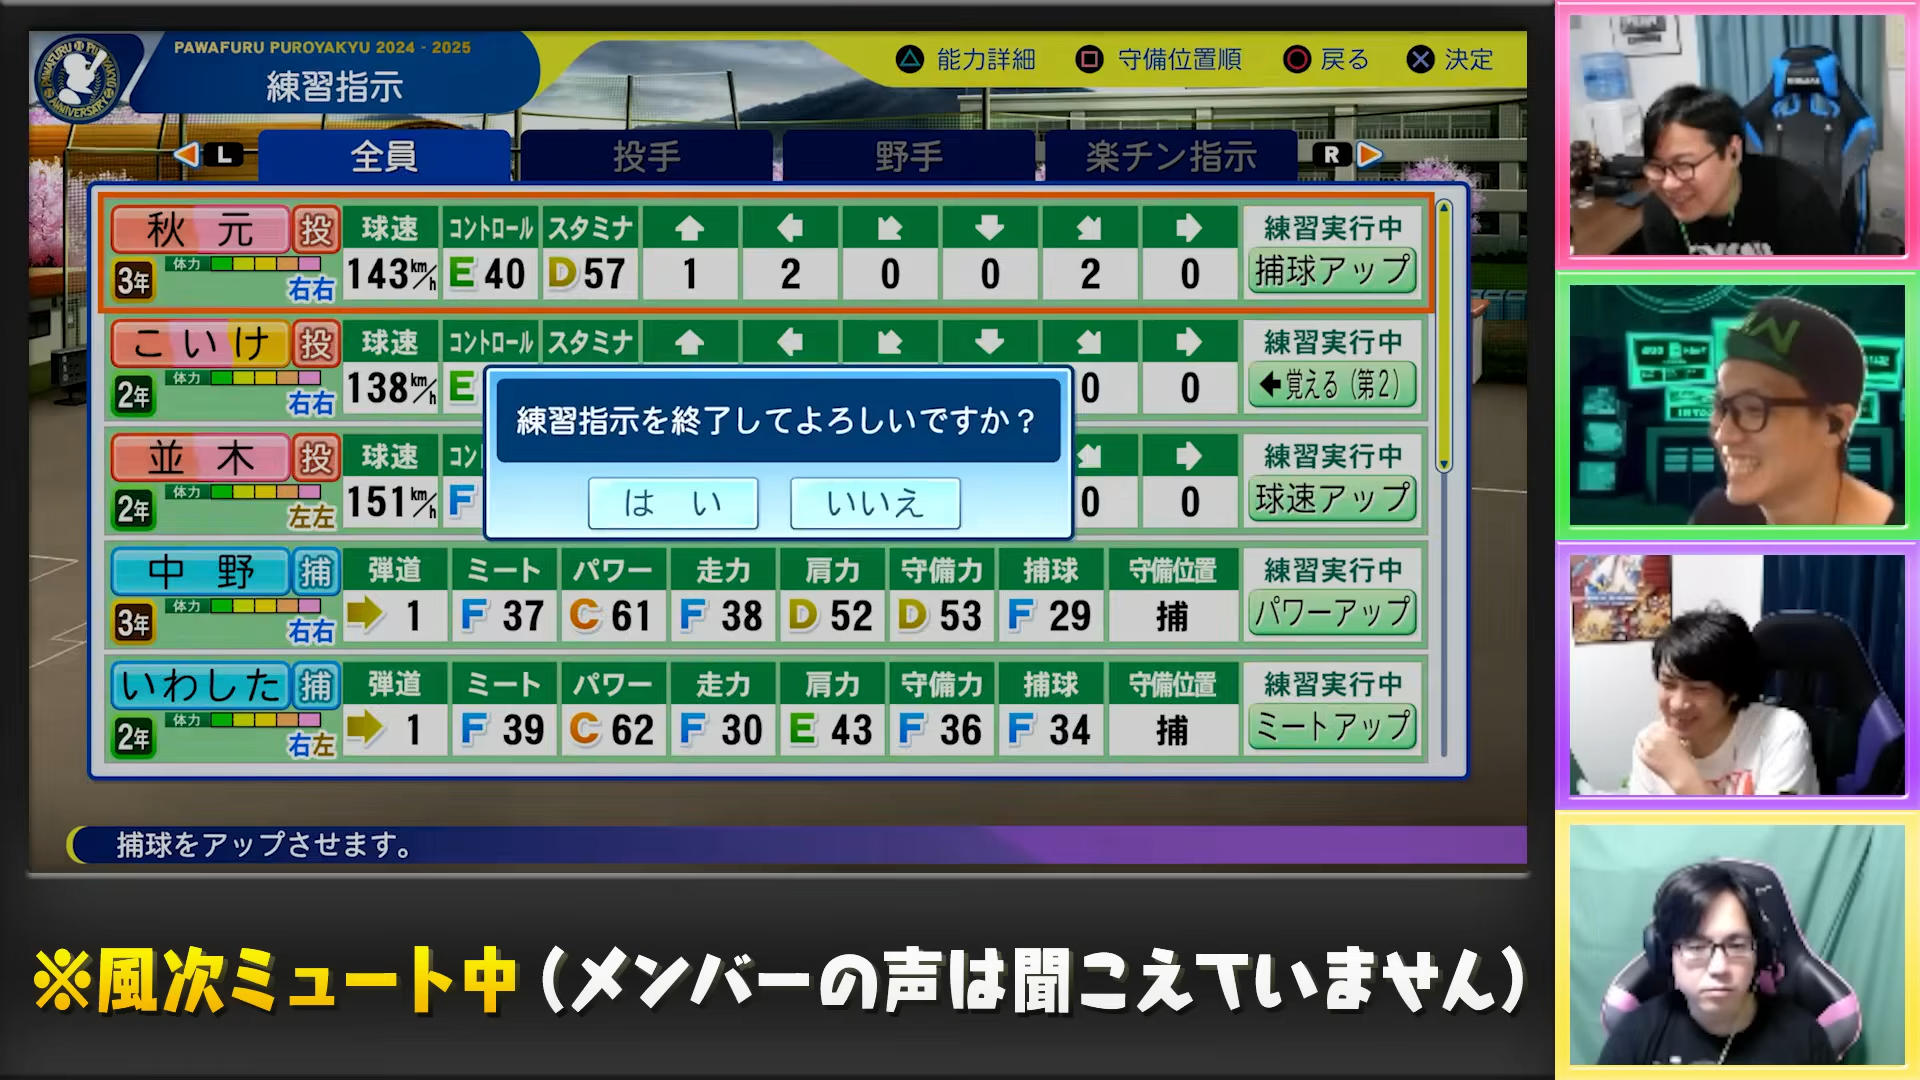 PAWAFURU PUROYAKYU 2024 - 2025
練習指示
能力詳細 守備位置順 戻る 決定
L 全員 投手 野手 楽チン指示 R
秋元 投 球速 コントロール スタミナ ⬆ ⬅ ↙ ⬇ ↘ ➡ 練習実行中
3年 体力 右右 143km/h E 40 D 57 1 2 0 0 2 0 捕球アップ
こいけ 投 球速 コントロール スタミナ ⬆ ⬅ ↙ ⬇ ↘ ➡ 練習実行中
2年 体力 右右 138km/h E 0 0 ←覚える(第2)
並木 投 球速 コン ↘ ➡ 練習実行中
2年 体力 左左 151km/h F 0 0 球速アップ
練習指示を終了してよろしいですか?
はい いいえ
中野 捕 弾道 ミート パワー 走力 肩力 守備力 捕球 守備位置 練習実行中
3年 体力 右右 1 F 37 C 61 F 38 D 52 D 53 F 29 捕 パワーアップ
いわした 捕 弾道 ミート パワー 走力 肩力 守備力 捕球 守備位置 練習実行中
2年 体力 右左 1 F 39 C 62 F 30 E 43 F 36 F 34 捕 ミートアップ
捕球をアップさせます。
※風次ミュート中(メンバーの声は聞こえていません)